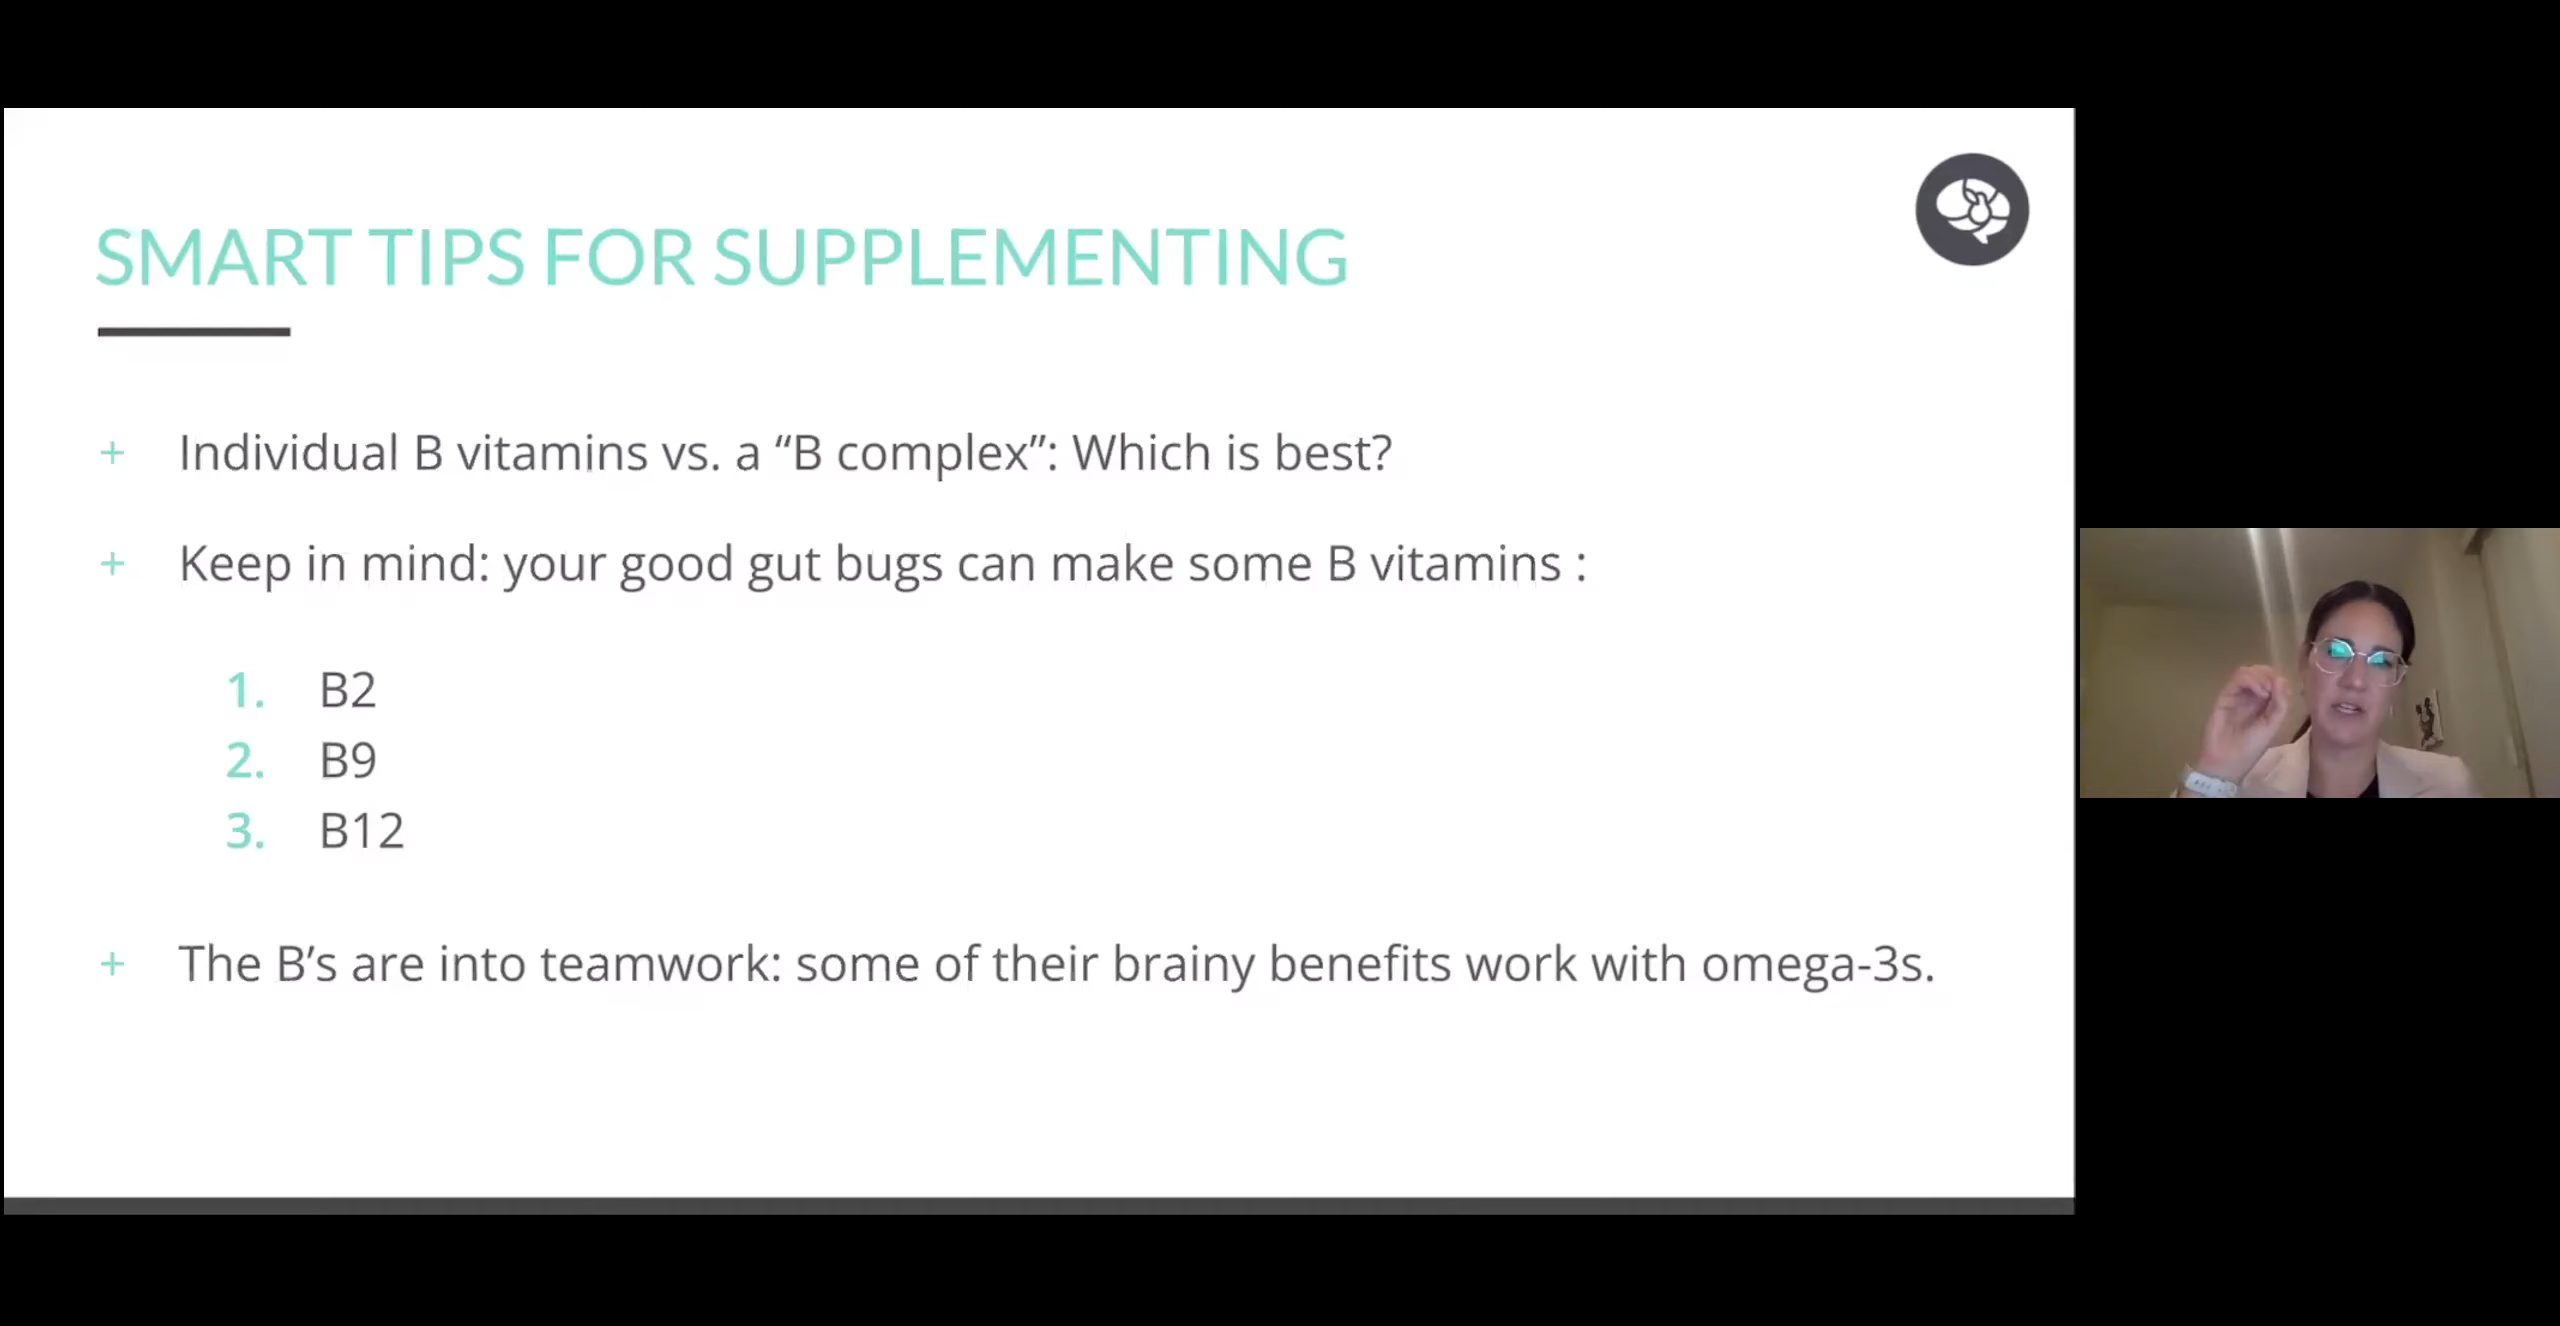 SMART TIPS FOR SUPPLEMENTING
+ Individual B vitamins vs. a “B complex”: Which is best?
+ Keep in mind: your good gut bugs can make some B vitamins :
1. B2
2. B9
3. B12
+ The B’s are into teamwork: some of their brainy benefits work with omega-3s.